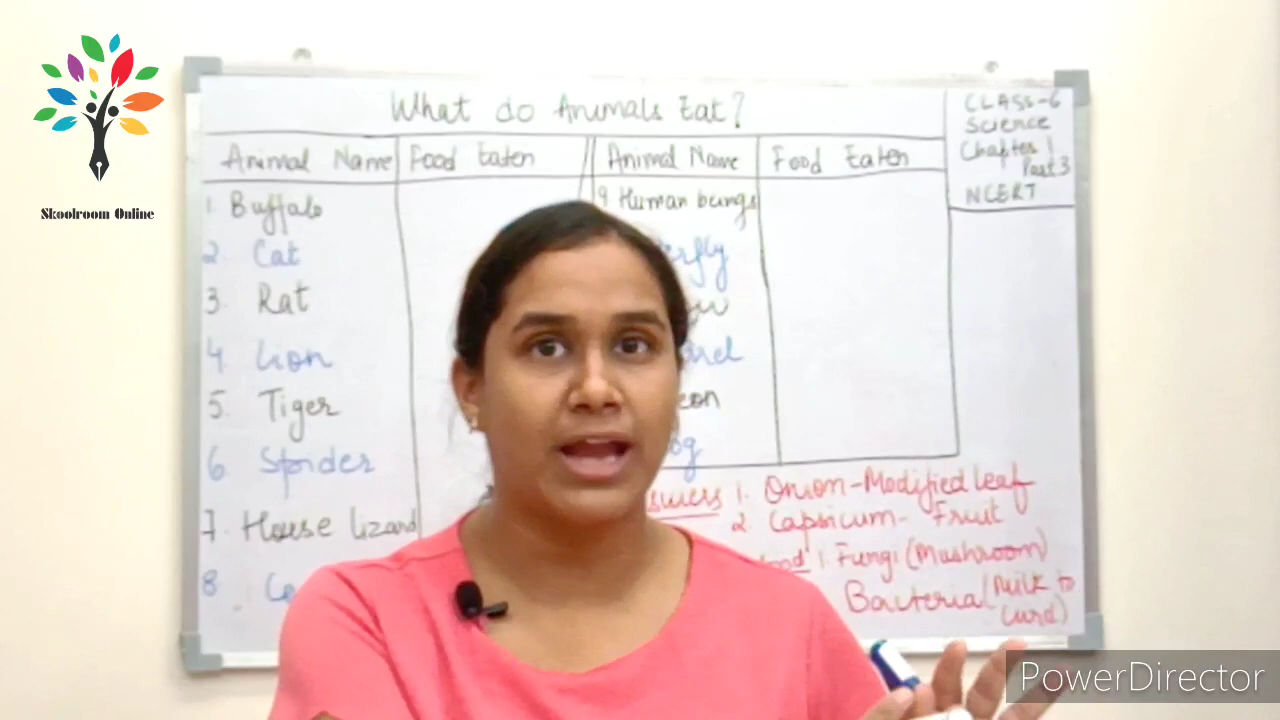 Skoolroom Online
What do Animals Eat?
CLASS-6
Science
Chapter 1
Part 3
NCERT
Animal Name Food Eaten Animal Name Food Eaten
1. Buffalo
2. Cat
3. Rat
4. Lion
5. Tiger
6. Spider
7. House lizard
8
9 Human beings
1. Onion-Modified leaf
2. Capsicum- Fruit
1. Fungi (Mushroom)
Bacteria (Milk to
Curd)
PowerDirector